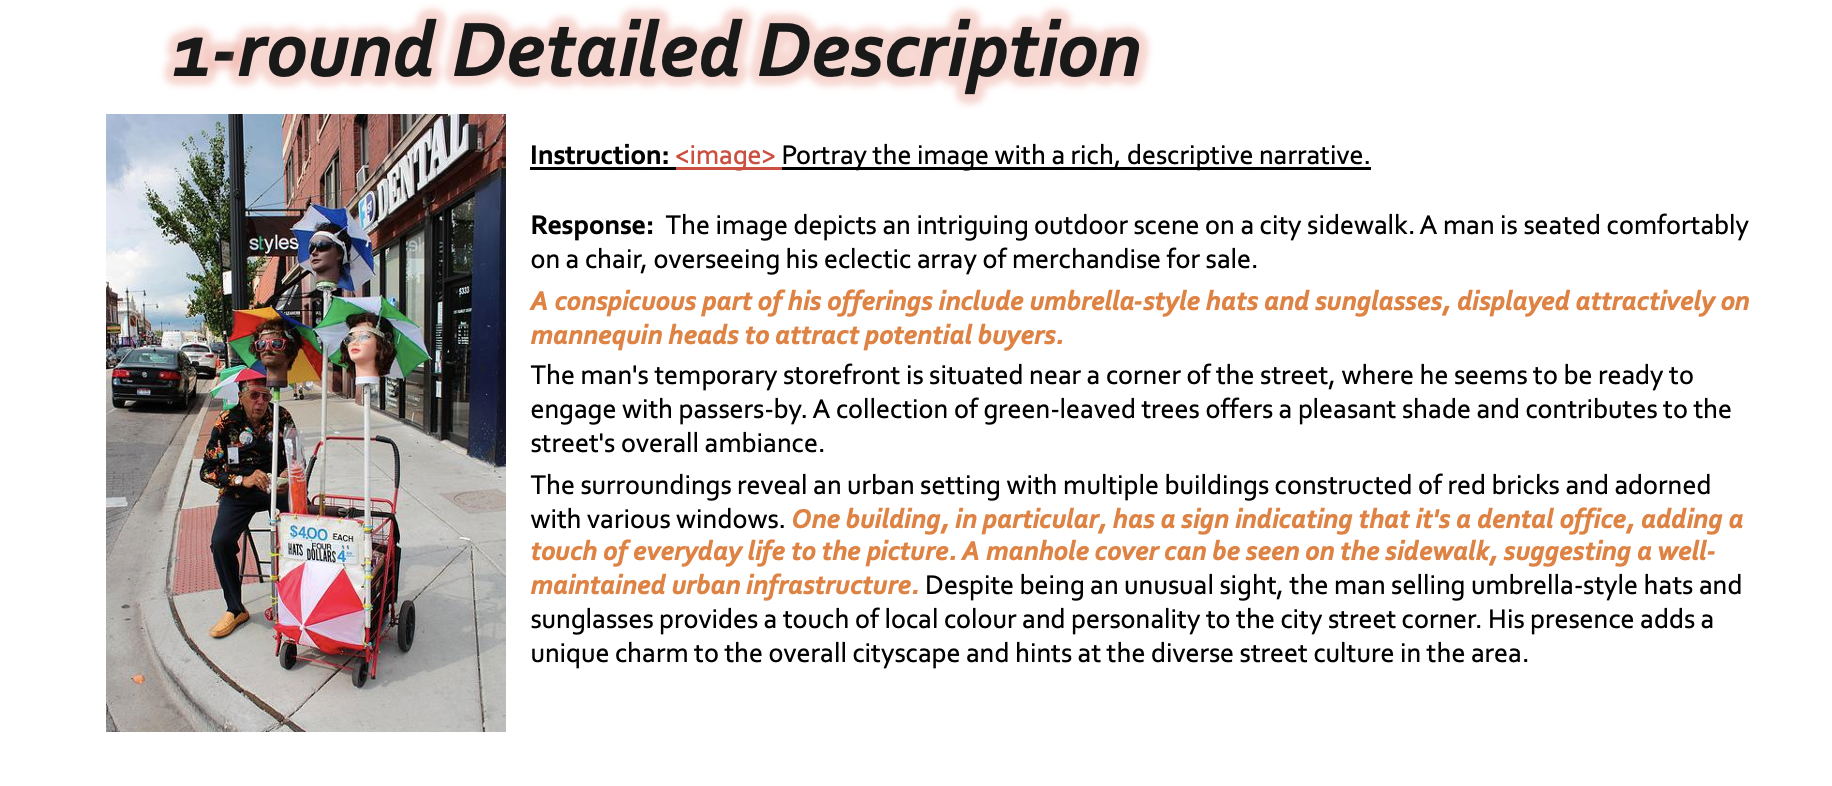 1-round Detailed Description
Instruction: <image> Portray the image with a rich, descriptive narrative.
DENTAL
styles
$4.00 EACH
HATS FOUR DOLLARS 4
Response: The image depicts an intriguing outdoor scene on a city sidewalk. A man is seated comfortably
on a chair, overseeing his eclectic array of merchandise for sale.
A conspicuous part of his offerings include umbrella-style hats and sunglasses, displayed attractively on
mannequin heads to attract potential buyers.
The man's temporary storefront is situated near a corner of the street, where he seems to be ready to
engage with passers-by. A collection of green-leaved trees offers a pleasant shade and contributes to the
street's overall ambiance.
The surroundings reveal an urban setting with multiple buildings constructed of red bricks and adorned
with various windows. One building, in particular, has a sign indicating that it's a dental office, adding a
touch of everyday life to the picture. A manhole cover can be seen on the sidewalk, suggesting a well-
maintained urban infrastructure. Despite being an unusual sight, the man selling umbrella-style hats and
sunglasses provides a touch of local colour and personality to the city street corner. His presence adds a
unique charm to the overall cityscape and hints at the diverse street culture in the area.